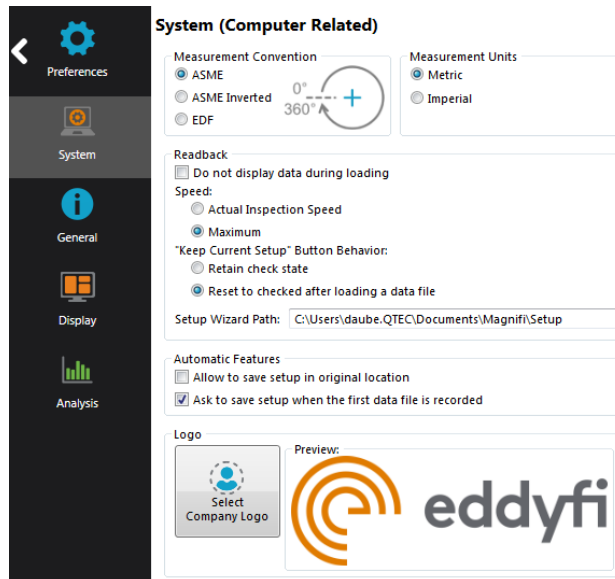 System (Computer Related)
Preferences
System
General
Display
Analysis
Measurement Convention
ASME
ASME Inverted
EDF
0°
360°
Measurement Units
Metric
Imperial
Readback
Do not display data during loading
Speed:
Actual Inspection Speed
Maximum
"Keep Current Setup" Button Behavior:
Retain check state
Reset to checked after loading a data file
Setup Wizard Path: C:\Users\daube.QTEC\Documents\Magnifi\Setup
Automatic Features
Allow to save setup in original location
Ask to save setup when the first data file is recorded
Logo
Select
Company Logo
Preview:
eddyfi